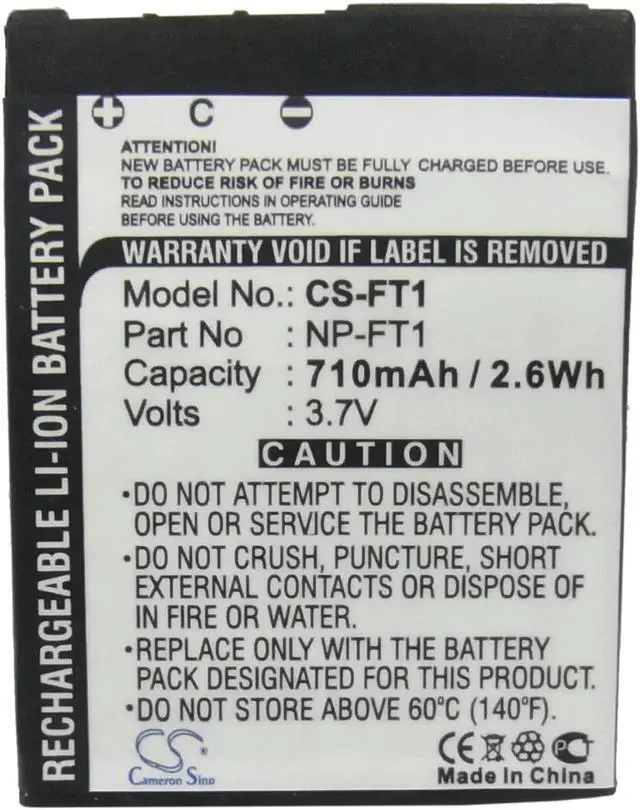 RECHARGEABLE LI-ION BATTERY PACK
+ C -
ATTENTION!
NEW BATTERY PACK MUST BE FULLY CHARGED BEFORE USE.
TO REDUCE RISK OF FIRE OR BURNS
READ INSTRUCTIONS IN OPERATING GUIDE
BEFORE USING THE BATTERY.
WARRANTY VOID IF LABEL IS REMOVED
Model No.: CS-FT1
Part No : NP-FT1
Capacity : 710mAh / 2.6Wh
Volts : 3.7V
CAUTION
•DO NOT ATTEMPT TO DISASSEMBLE,
OPEN OR SERVICE THE BATTERY PACK.
•DO NOT CRUSH, PUNCTURE, SHORT
EXTERNAL CONTACTS OR DISPOSE OF
IN FIRE OR WATER.
•REPLACE ONLY WITH THE BATTERY
PACK DESIGNATED FOR THIS PRODUCT.
•DO NOT STORE ABOVE 60°C (140°F).
CS
Cameron Sino
CE
PCT
Made In China